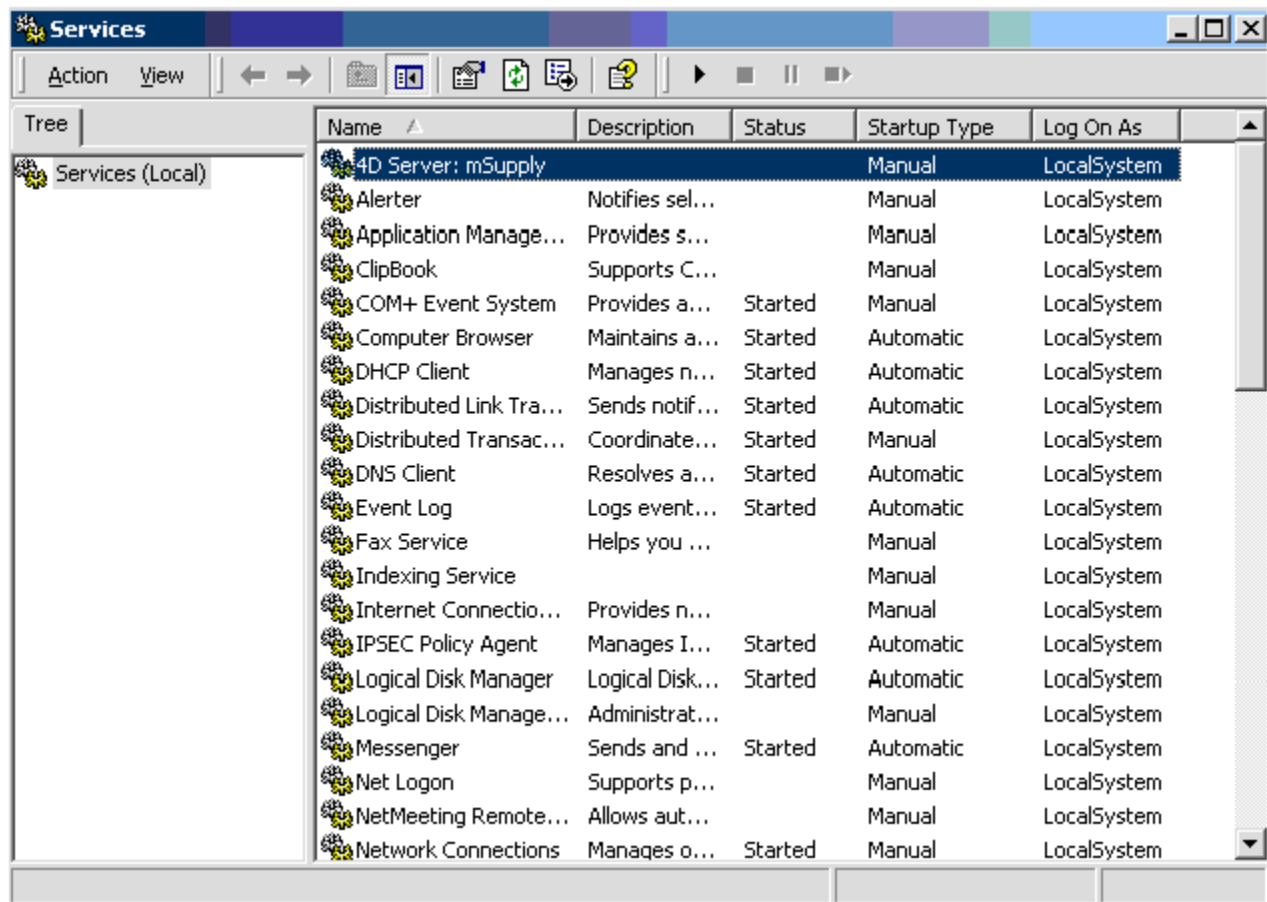 Services
Action View
Tree
Name Description Status Startup Type Log On As
Services (Local)
4D Server: mSupply Manual LocalSystem
Alerter Notifies sel... Manual LocalSystem
Application Manage... Provides s... Manual LocalSystem
ClipBook Supports C... Manual LocalSystem
COM+ Event System Provides a... Started Manual LocalSystem
Computer Browser Maintains a... Started Automatic LocalSystem
DHCP Client Manages n... Started Automatic LocalSystem
Distributed Link Tra... Sends notif... Started Automatic LocalSystem
Distributed Transac... Coordinate... Started Manual LocalSystem
DNS Client Resolves a... Started Automatic LocalSystem
Event Log Logs event... Started Automatic LocalSystem
Fax Service Helps you ... Manual LocalSystem
Indexing Service Manual LocalSystem
Internet Connectio... Provides n... Manual LocalSystem
IPSEC Policy Agent Manages I... Started Automatic LocalSystem
Logical Disk Manager Logical Disk... Started Automatic LocalSystem
Logical Disk Manage... Administrat... Manual LocalSystem
Messenger Sends and ... Started Automatic LocalSystem
Net Logon Supports p... Manual LocalSystem
NetMeeting Remote... Allows aut... Manual LocalSystem
Network Connections Manages o... Started Manual LocalSystem